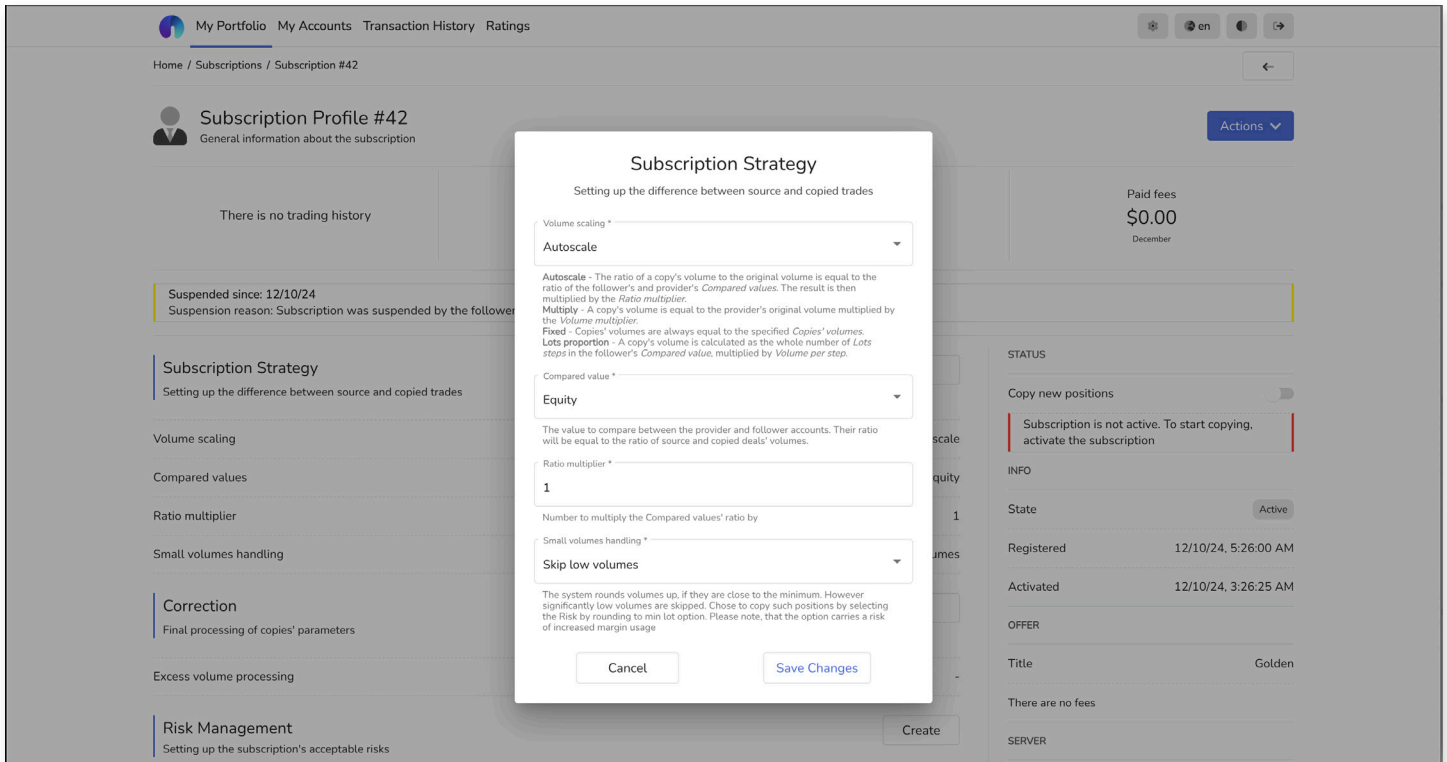 My Portfolio My Accounts Transaction History Ratings en
Home / Subscriptions / Subscription #42
Subscription Profile #42
General information about the subscription
Actions
There is no trading history
Paid fees
$0.00
December
Suspended since: 12/10/24
Suspension reason: Subscription was suspended by the follower
Subscription Strategy
Setting up the difference between source and copied trades
Volume scaling
scale
Compared values
quity
Ratio multiplier
1
Small volumes handling
umes
Correction
Final processing of copies' parameters
Excess volume processing
-
Risk Management
Setting up the subscription's acceptable risks
Create
Subscription Strategy
Setting up the difference between source and copied trades
Volume scaling *
Autoscale
Autoscale - The ratio of a copy's volume to the original volume is equal to the
ratio of the follower's and provider's Compared values. The result is then
multiplied by the Ratio multiplier.
Multiply - A copy's volume is equal to the provider's original volume multiplied by
the Volume multiplier.
Fixed - Copies' volumes are always equal to the specified Copies' volumes.
Lots proportion - A copy's volume is calculated as the whole number of Lots
steps in the follower's Compared value, multiplied by Volume per step.
Compared value *
Equity
The value to compare between the provider and follower accounts. Their ratio
will be equal to the ratio of source and copied deals' volumes.
Ratio multiplier *
1
Number to multiply the Compared values' ratio by
Small volumes handling *
Skip low volumes
The system rounds volumes up, if they are close to the minimum. However
significantly low volumes are skipped. Chose to copy such positions by selecting
the Risk by rounding to min lot option. Please note, that the option carries a risk
of increased margin usage
Cancel
Save Changes
STATUS
Copy new positions
Subscription is not active. To start copying,
activate the subscription
INFO
State Active
Registered 12/10/24, 5:26:00 AM
Activated 12/10/24, 3:26:25 AM
OFFER
Title Golden
There are no fees
SERVER